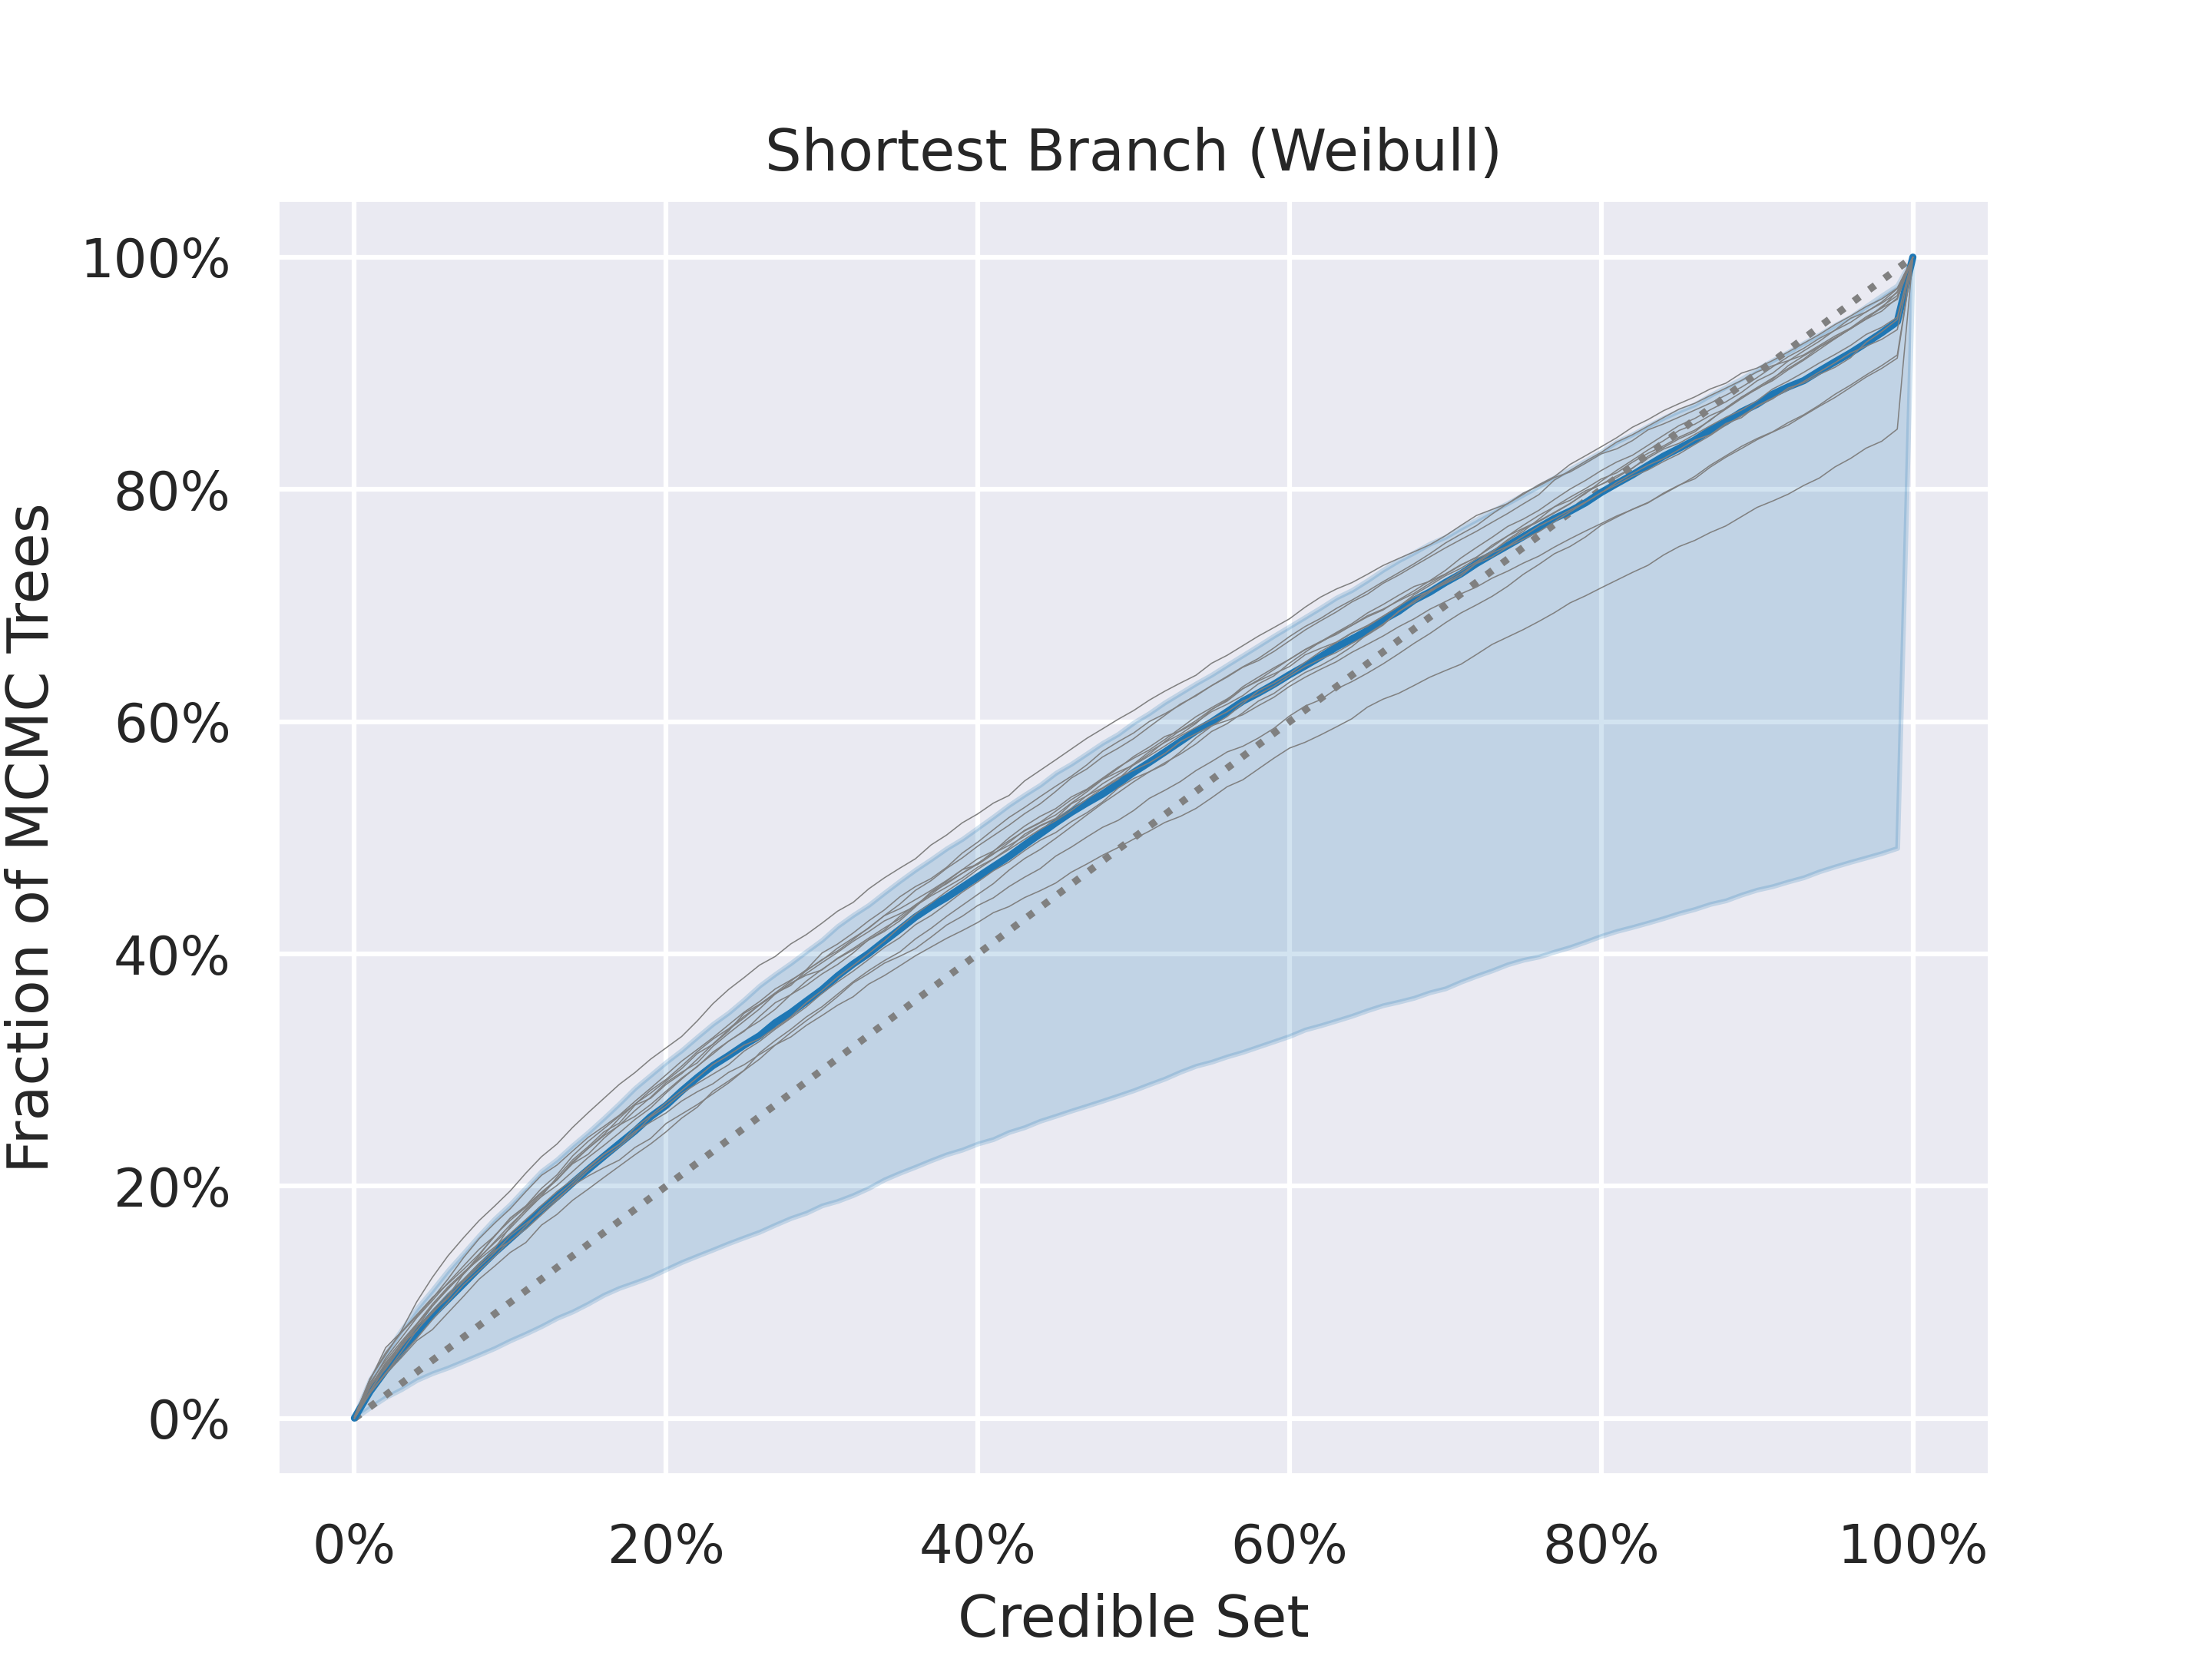 Shortest Branch (Weibull)
100%
80%
60%
40%
20%
0%
Fraction of MCMC Trees
0% 20% 40% 60% 80% 100%
Credible Set